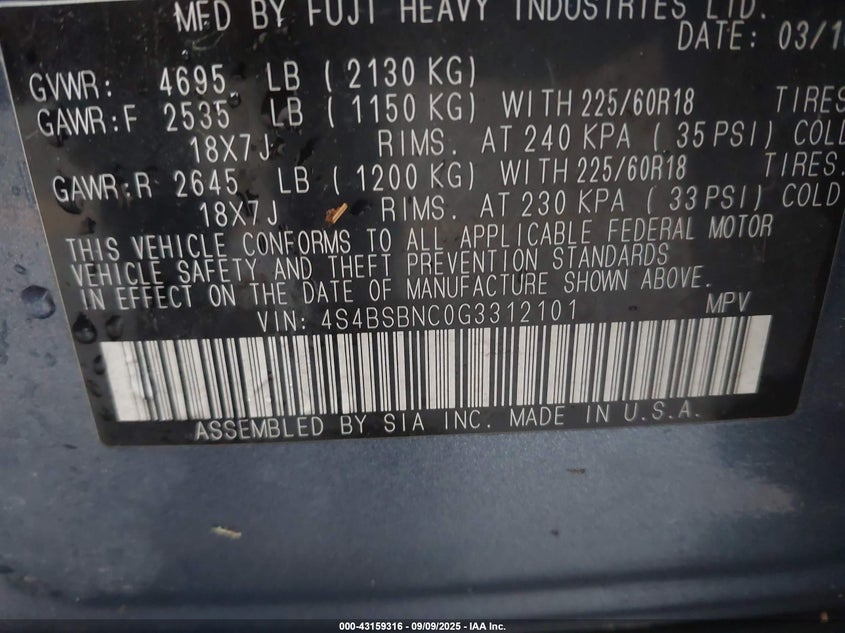 MFD BY FUJI HEAVY INDUSTRIES LTD.
DATE: 03/1
GVWR: 4695 LB ( 2130 KG)
GAWR:F 2535 LB ( 1150 KG) WITH 225/60R18 TIRES
18X7J RIMS. AT 240 KPA ( 35 PSI) COLD
GAWR:R 2645 LB ( 1200 KG) WITH 225/60R18 TIRES.
18X7J RIMS. AT 230 KPA ( 33 PSI) COLD
THIS VEHICLE CONFORMS TO ALL APPLICABLE FEDERAL MOTOR
VEHICLE SAFETY AND THEFT PREVENTION STANDARDS
IN EFFECT ON THE DATE OF MANUFACTURE SHOWN ABOVE.
VIN: 4S4BSBNC0G3312101 MPV
ASSEMBLED BY SIA INC. MADE IN U.S.A.
000-43159316 - 09/09/2025 - IAA Inc.